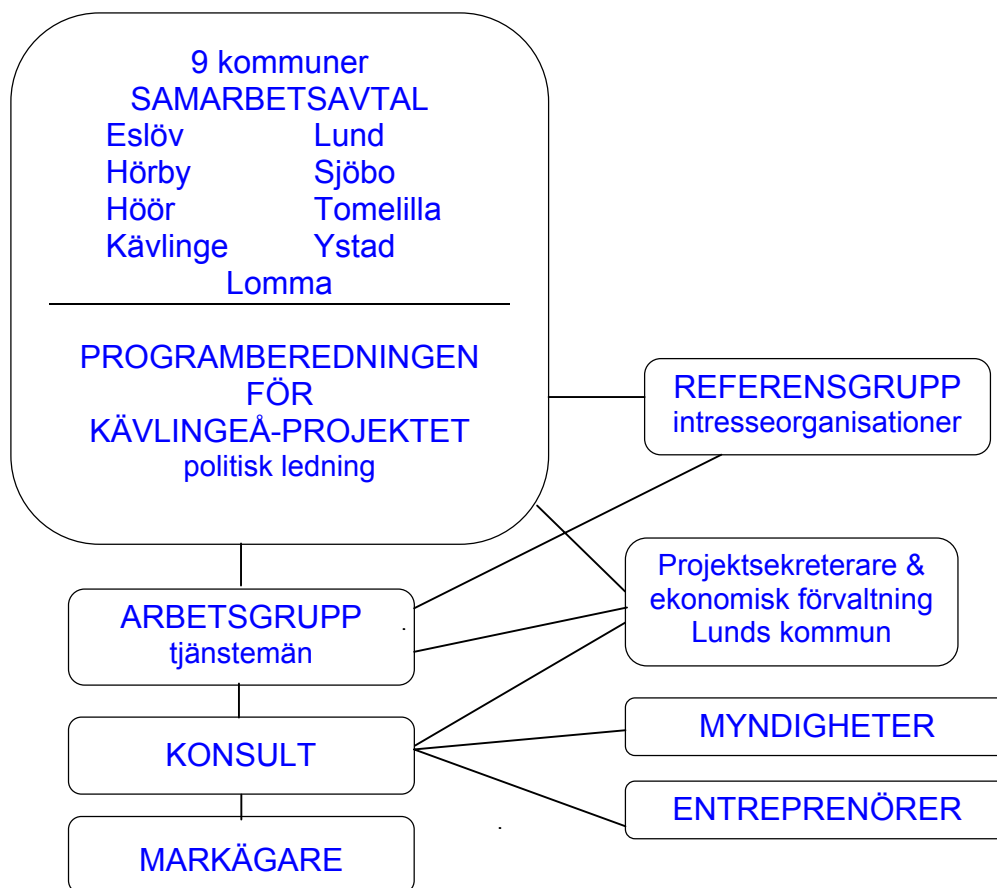 9 kommuner
SAMARBETSAVTAL
Eslöv Lund
Hörby Sjöbo
Höör Tomelilla
Kävlinge Ystad
Lomma
PROGRAMBEREDNINGEN
FÖR
KÄVLINGEÅ-PROJEKTET
politisk ledning
REFERENSGRUPP
intresseorganisationer
Projektsekreterare &
ekonomisk förvaltning
Lunds kommun
ARBETSGRUPP
tjänstemän
KONSULT
MYNDIGHETER
ENTREPRENÖRER
MARKÄGARE